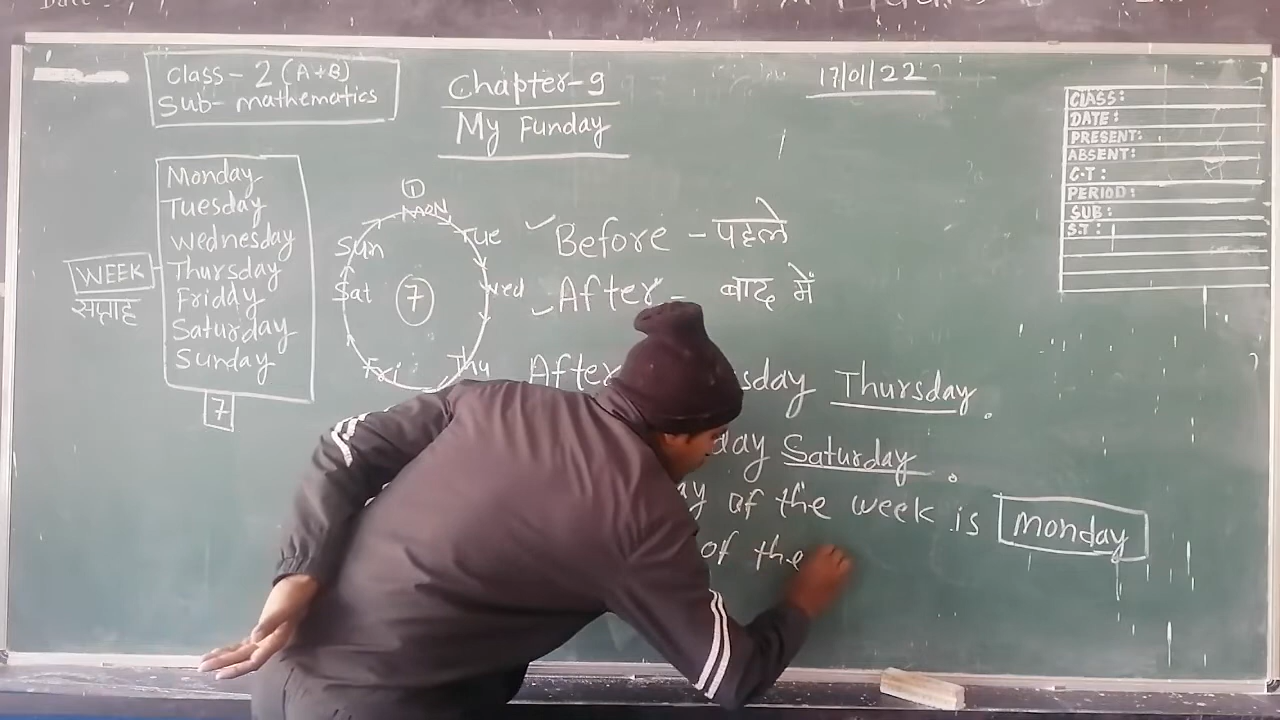 Date:
Class - 2 (A+B)
Sub- mathematics
Chapter-9
My Funday
17/01/22
CLASS:
DATE:
PRESENT:
ABSENT:
C.T:
PERIOD:
SUB:
S.T:
WEEK
सप्ताह
Monday
Tuesday
Wednesday
Thursday
Friday
Saturday
Sunday
7
1
MON
Tue
Wed
Thu
Fri
Sat
Sun
7
Before - पहले
After - बाद में
After sday Thursday.
day Saturday.
ay of the week is monday
of the